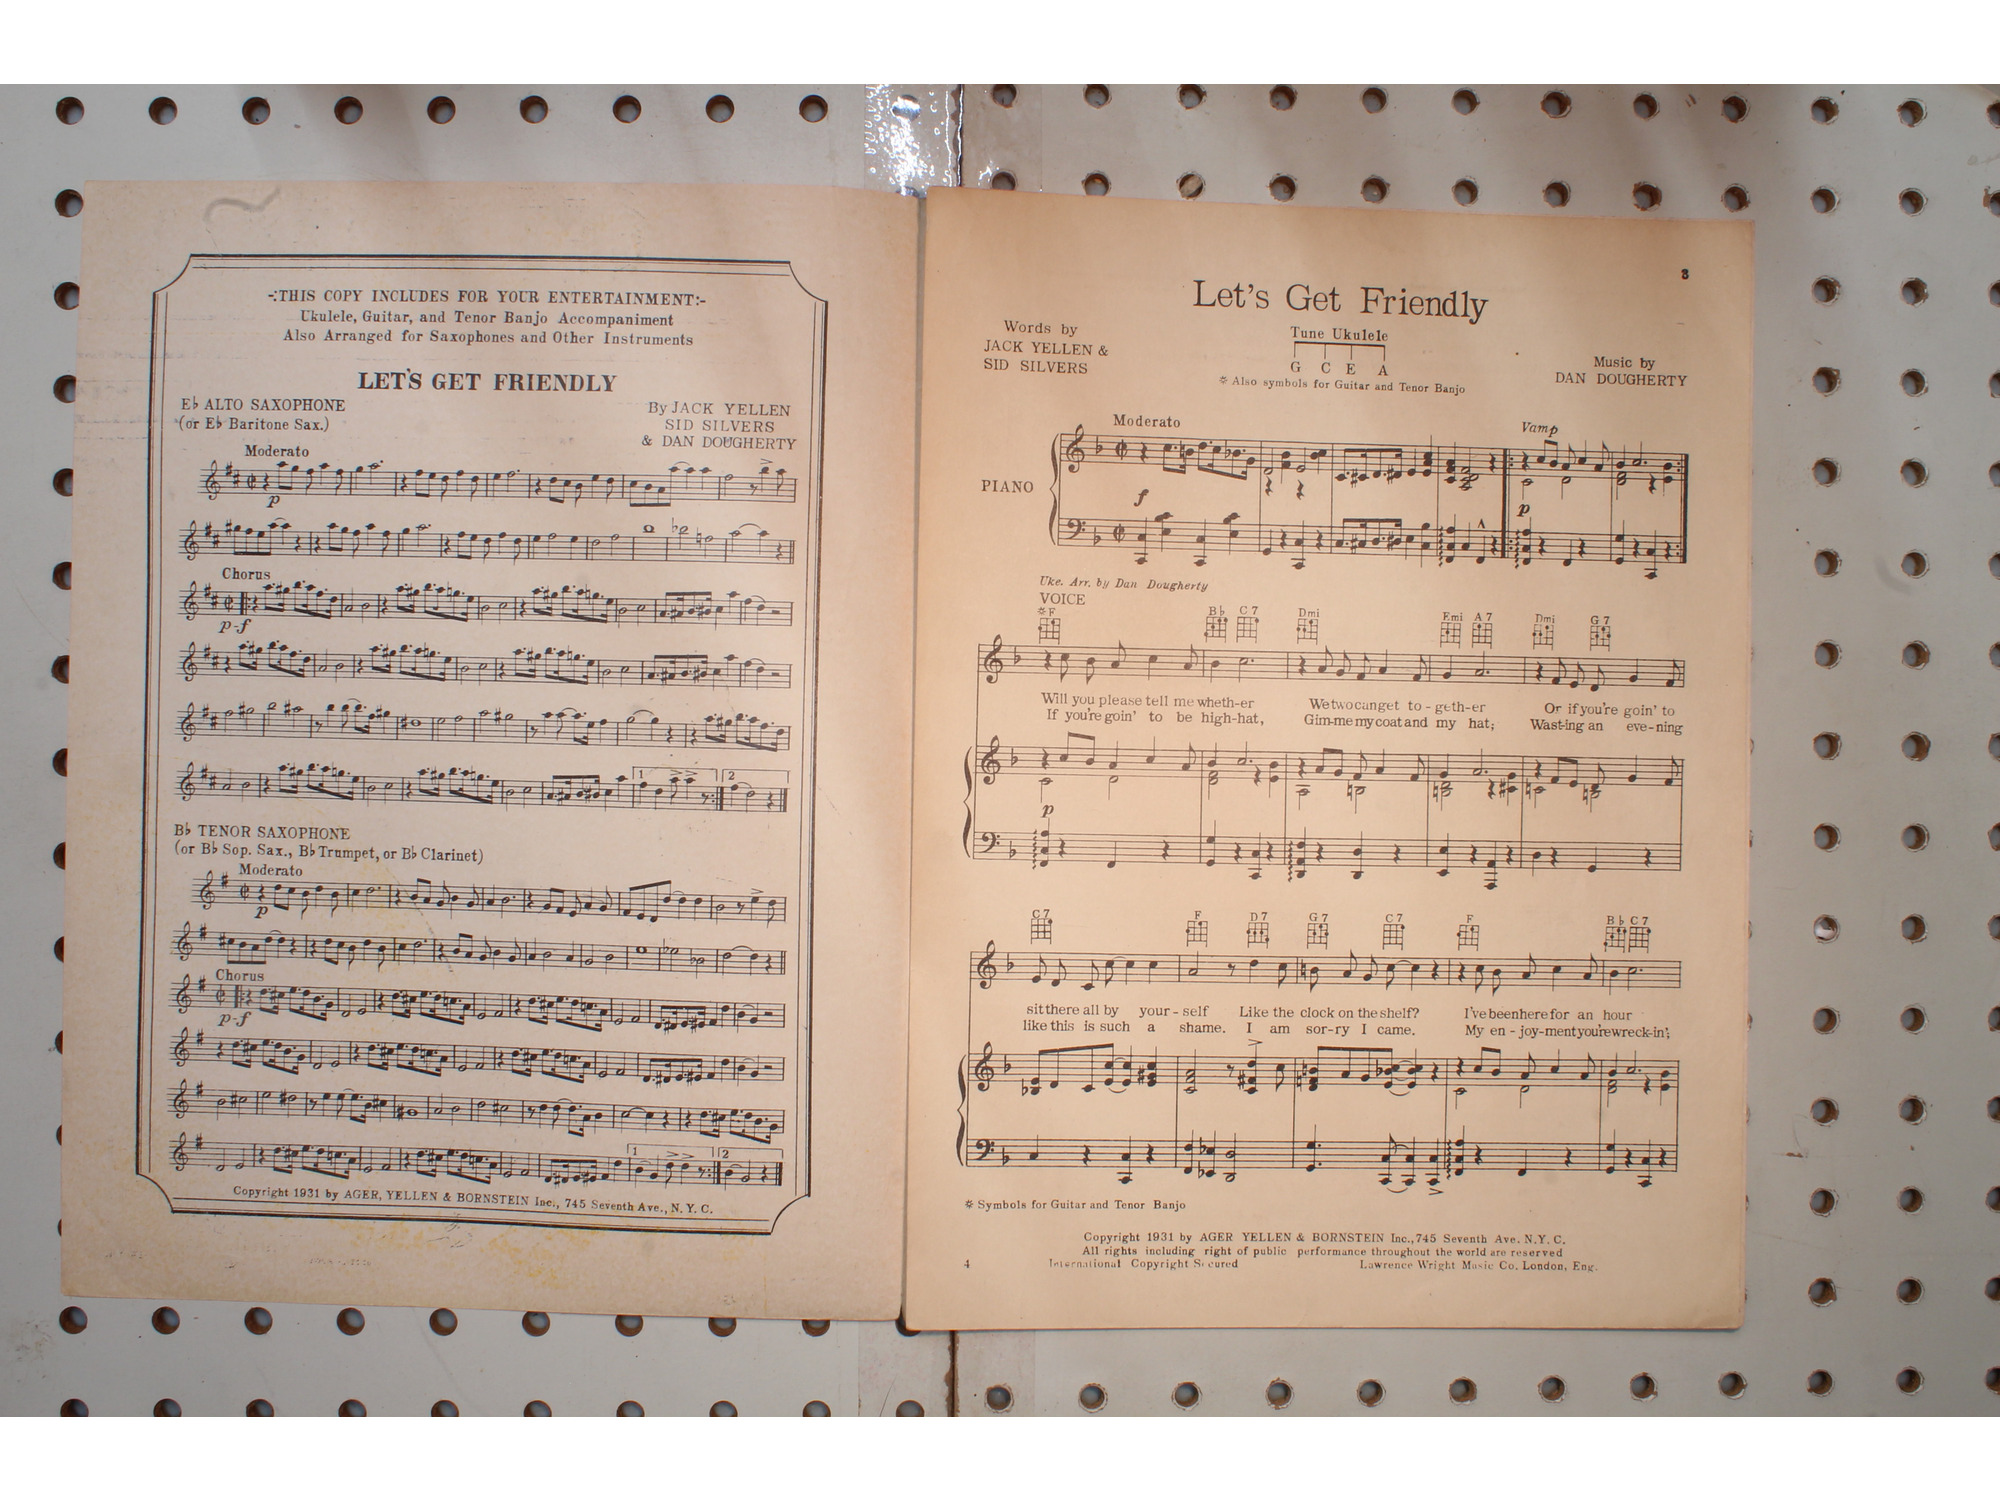 -:THIS COPY INCLUDES FOR YOUR ENTERTAINMENT:-
Ukulele, Guitar, and Tenor Banjo Accompaniment
Also Arranged for Saxophones and Other Instruments
LET'S GET FRIENDLY
E♭ ALTO SAXOPHONE
(or E♭ Baritone Sax.)
By JACK YELLEN
SID SILVERS
& DAN DOUGHERTY
Moderato
p
Chorus
p-f
1 2
B♭ TENOR SAXOPHONE
(or B♭ Sop. Sax., B♭ Trumpet, or B♭ Clarinet)
Moderato
p
Chorus
p-f
1 2
Copyright 1931 by AGER, YELLEN & BORNSTEIN Inc., 745 Seventh Ave., N. Y. C.
3
Let's Get Friendly
Words by
JACK YELLEN &
SID SILVERS
Tune Ukulele
G C E A
* Also symbols for Guitar and Tenor Banjo
Music by
DAN DOUGHERTY
Moderato
Vamp
PIANO
f
p
Uke. Arr. by Dan Dougherty
VOICE
*F B♭ C7 Dmi Emi A7 Dmi G7
Will you please tell me wheth-er We two can get to-geth-er Or if you're goin' to
If you're goin' to be high-hat, Gim-me my coat and my hat; Wast-ing an eve-ning
p
C7 F D7 G7 C7 F B♭ C7
sit there all by your-self Like the clock on the shelf? I've been here for an hour
like this is such a shame. I am sor-ry I came. My en-joy-ment you're wreck-in';
* Symbols for Guitar and Tenor Banjo
Copyright 1931 by AGER YELLEN & BORNSTEIN Inc., 745 Seventh Ave. N.Y. C.
All rights including right of public performance throughout the world are reserved
4 International Copyright Secured Lawrence Wright Music Co. London, Eng.